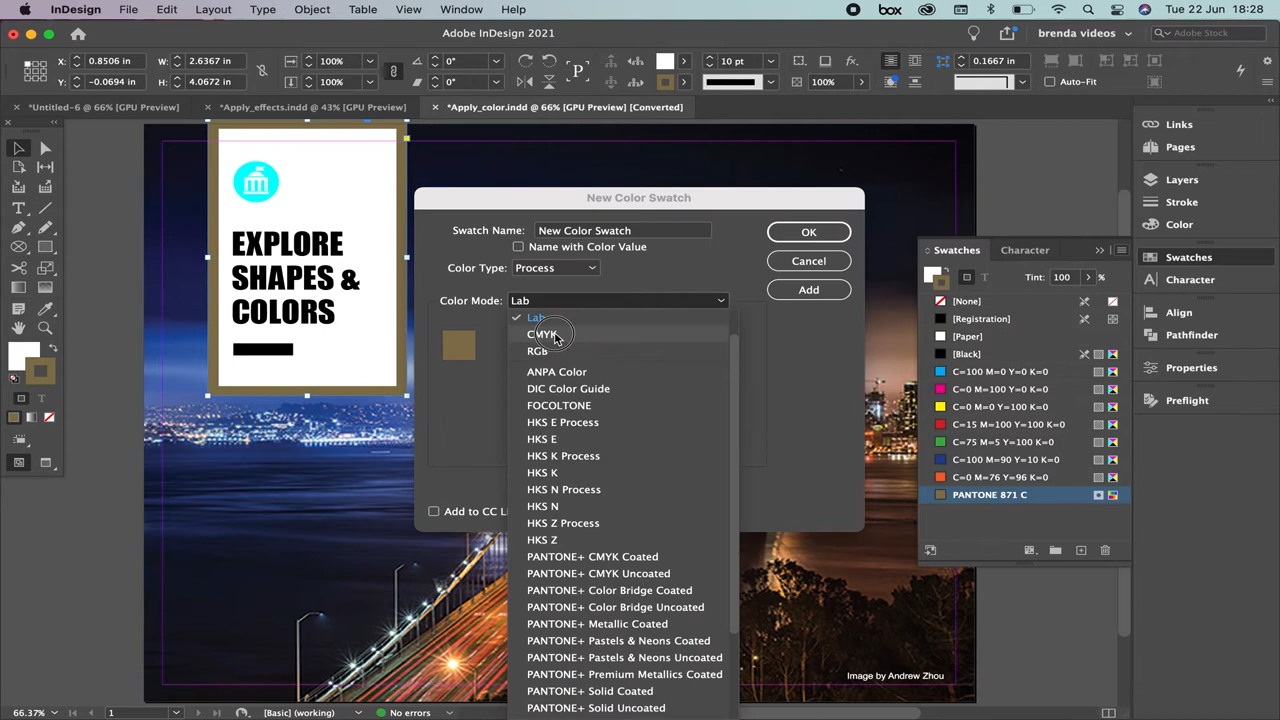 InDesign File Edit Layout Type Object Table View Window Help box Tue 22 Jun 18:28
Adobe InDesign 2021 brenda videos Adobe Stock
X: 0.8506 in W: 2.6367 in 100% 0° P 10 pt fx. 0.1667 in
Y: -0.0694 in H: 4.0672 in 100% 0° 100% Auto-Fit
*Untitled-6 @ 66% [GPU Preview] *Apply_effects.indd @ 43% [GPU Preview] *Apply_color.indd @ 66% [GPU Preview] [Converted]
EXPLORE
SHAPES &
COLORS
Image by Andrew Zhou
New Color Swatch
Swatch Name: New Color Swatch
Name with Color Value
Color Type: Process
Color Mode: Lab
OK
Cancel
Add
Lab
CMYK
RGB
ANPA Color
DIC Color Guide
FOCOLTONE
HKS E Process
HKS E
HKS K Process
HKS K
HKS N Process
HKS N
HKS Z Process
HKS Z
PANTONE+ CMYK Coated
PANTONE+ CMYK Uncoated
PANTONE+ Color Bridge Coated
PANTONE+ Color Bridge Uncoated
PANTONE+ Metallic Coated
PANTONE+ Pastels & Neons Coated
PANTONE+ Pastels & Neons Uncoated
PANTONE+ Premium Metallics Coated
PANTONE+ Solid Coated
PANTONE+ Solid Uncoated
Add to CC Li
Swatches Character
T Tint: 100 %
[None]
[Registration]
[Paper]
[Black]
C=100 M=0 Y=0 K=0
C=0 M=100 Y=0 K=0
C=0 M=0 Y=100 K=0
C=15 M=100 Y=100 K=0
C=75 M=5 Y=100 K=0
C=100 M=90 Y=10 K=0
C=0 M=76 Y=96 K=0
PANTONE 871 C
Links
Pages
Layers
Stroke
Color
Swatches
Character
Align
Pathfinder
Properties
Preflight
66.37% 1 [Basic] (working) No errors